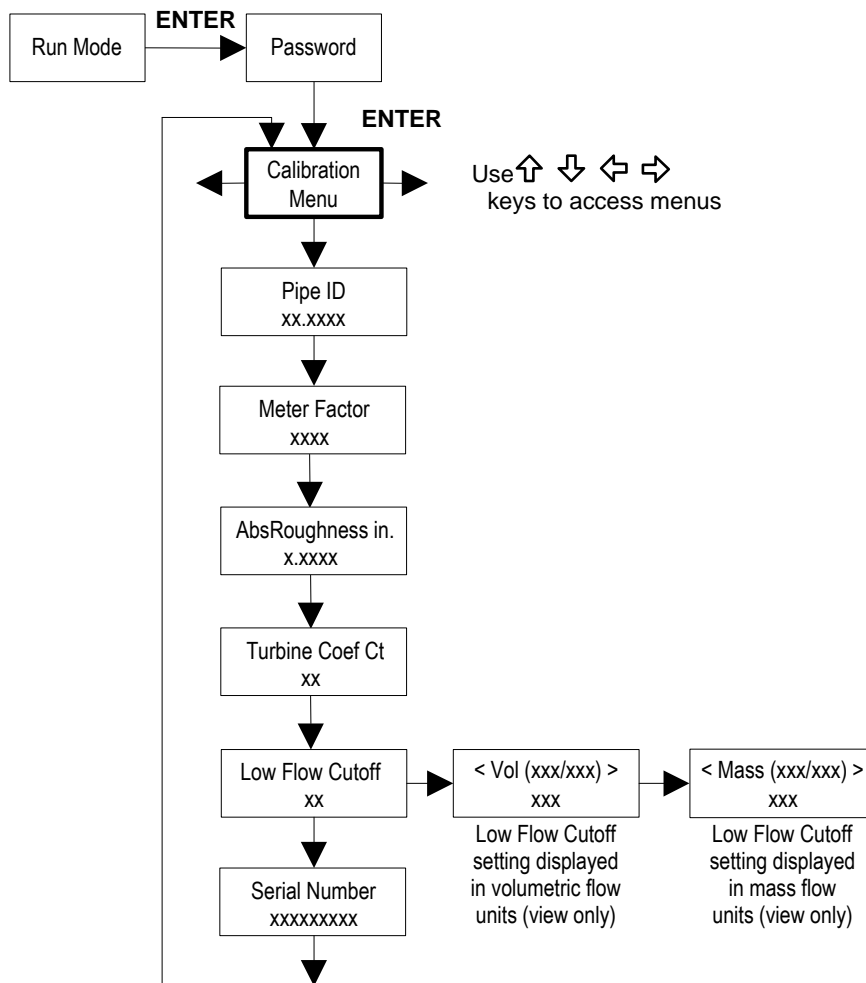 ENTER
Run Mode
Password
ENTER
Calibration
Menu
Use
keys to access menus
Pipe ID
xx.xxxx
Meter Factor
xxxx
AbsRoughness in.
x.xxxx
Turbine Coef Ct
xx
Low Flow Cutoff
xx
< Vol (xxx/xxx) >
xxx
< Mass (xxx/xxx) >
xxx
Low Flow Cutoff
setting displayed
in volumetric flow
units (view only)
Low Flow Cutoff
setting displayed
in mass flow
units (view only)
Serial Number
xxxxxxxxx